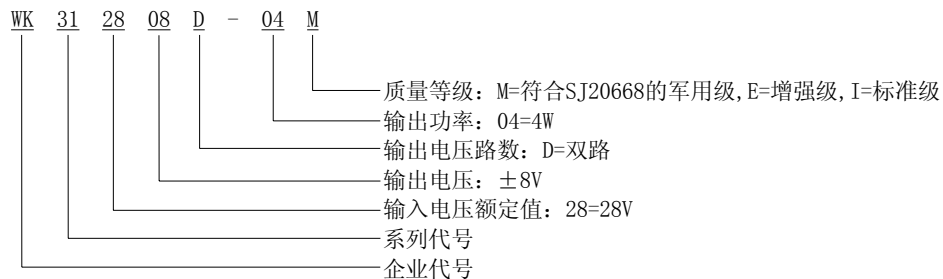 WK 31 28 08 D - 04 M
质量等级：M=符合SJ20668的军用级,E=增强级,I=标准级
输出功率：04=4W
输出电压路数：D=双路
输出电压：±8V
输入电压额定值：28=28V
系列代号
企业代号